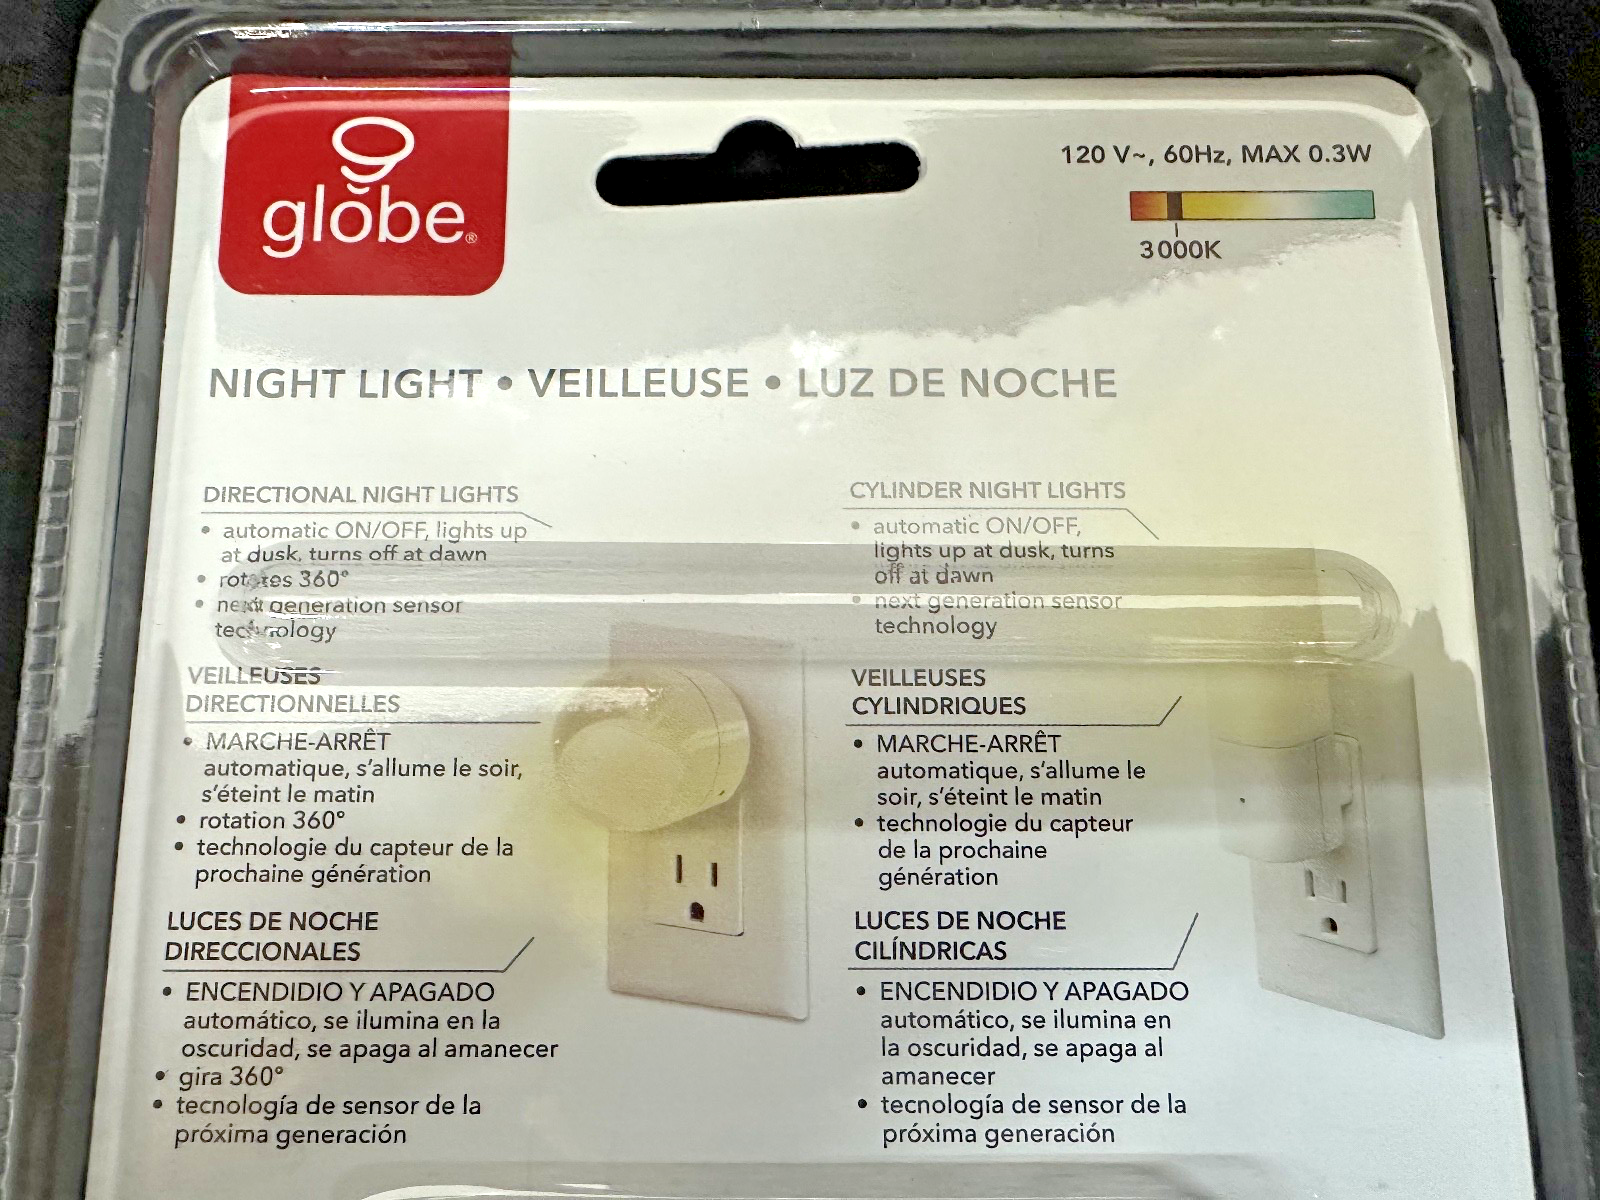 globe®
120 V~, 60Hz, MAX 0.3W
3000K
NIGHT LIGHT • VEILLEUSE • LUZ DE NOCHE
DIRECTIONAL NIGHT LIGHTS
• automatic ON/OFF, lights up
at dusk, turns off at dawn
• rotates 360°
• next generation sensor
technology
VEILLEUSES
DIRECTIONNELLES
• MARCHE-ARRÊT
automatique, s'allume le soir,
s'éteint le matin
• rotation 360°
• technologie du capteur de la
prochaine génération
LUCES DE NOCHE
DIRECCIONALES
• ENCENDIDIO Y APAGADO
automático, se ilumina en la
oscuridad, se apaga al amanecer
• gira 360°
• tecnología de sensor de la
próxima generación
CYLINDER NIGHT LIGHTS
• automatic ON/OFF,
lights up at dusk, turns
off at dawn
• next generation sensor
technology
VEILLEUSES
CYLINDRIQUES
• MARCHE-ARRÊT
automatique, s'allume le
soir, s'éteint le matin
• technologie du capteur
de la prochaine
génération
LUCES DE NOCHE
CILÍNDRICAS
• ENCENDIDIO Y APAGADO
automático, se ilumina en
la oscuridad, se apaga al
amanecer
• tecnología de sensor de la
próxima generación